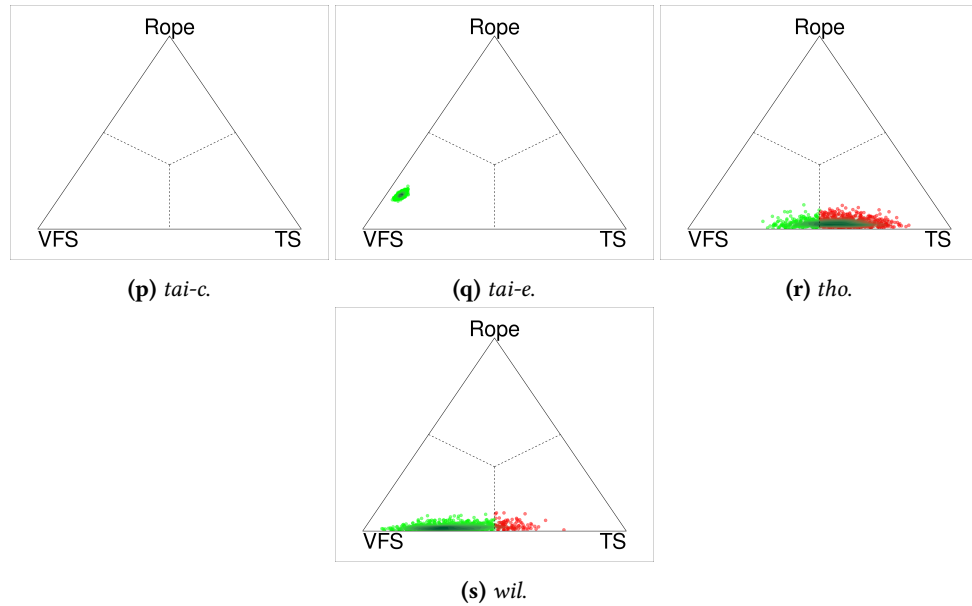 Rope Rope Rope
VFS TS VFS TS VFS TS
(p) tai-c. (q) tai-e. (r) tho.
Rope
VFS TS
(s) wil.